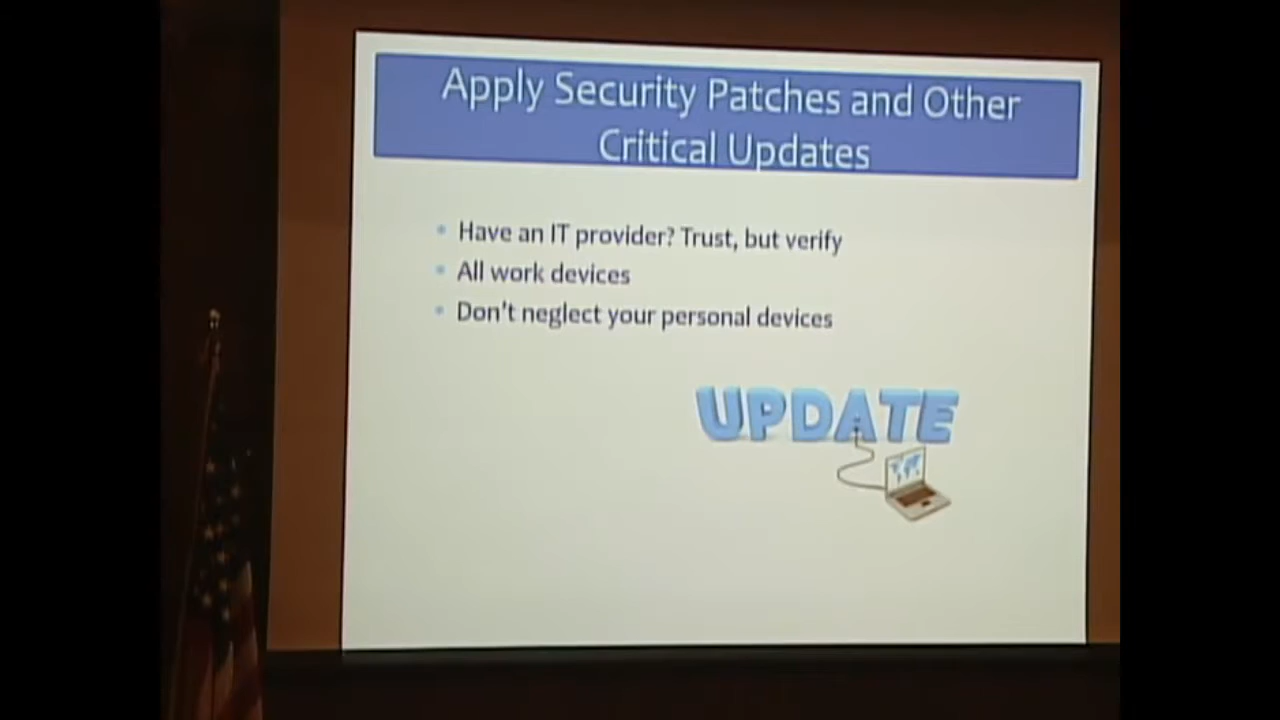 Apply Security Patches and Other
Critical Updates
Have an IT provider? Trust, but verify
All work devices
Don't neglect your personal devices
UPDATE